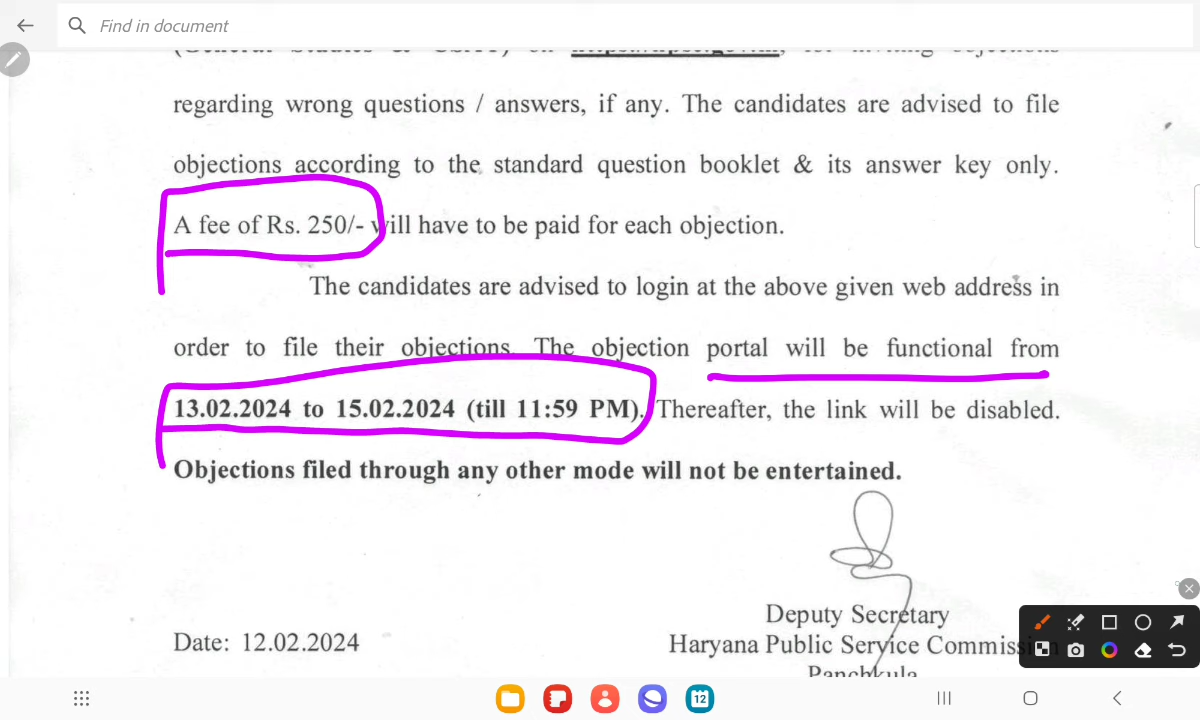 Find in document
regarding wrong questions / answers, if any. The candidates are advised to file
objections according to the standard question booklet & its answer key only.
A fee of Rs. 250/- will have to be paid for each objection.
The candidates are advised to login at the above given web address in
order to file their objections. The objection portal will be functional from
13.02.2024 to 15.02.2024 (till 11:59 PM). Thereafter, the link will be disabled.
Objections filed through any other mode will not be entertained.
Deputy Secretary
Date: 12.02.2024
Haryana Public Service Commission
Panchkula
12